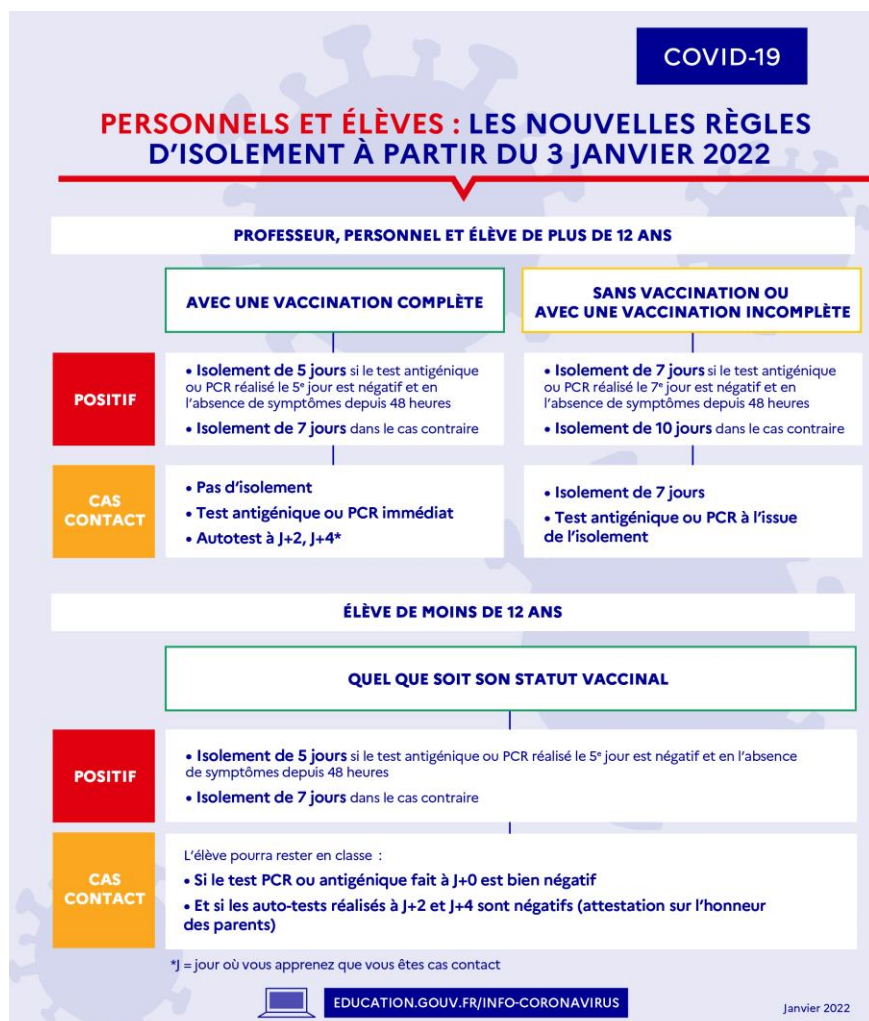 COVID-19
PERSONNELS ET ÉLÈVES : LES NOUVELLES RÈGLES
D'ISOLEMENT À PARTIR DU 3 JANVIER 2022
PROFESSEUR, PERSONNEL ET ÉLÈVE DE PLUS DE 12 ANS
AVEC UNE VACCINATION COMPLÈTE
SANS VACCINATION OU
AVEC UNE VACCINATION INCOMPLÈTE
POSITIF
• Isolement de 5 jours si le test antigénique
ou PCR réalisé le 5e jour est négatif et en
l'absence de symptômes depuis 48 heures
• Isolement de 7 jours dans le cas contraire
• Isolement de 7 jours si le test antigénique
ou PCR réalisé le 7e jour est négatif et en
l'absence de symptômes depuis 48 heures
• Isolement de 10 jours dans le cas contraire
CAS
CONTACT
• Pas d'isolement
• Test antigénique ou PCR immédiat
• Autotest à J+2, J+4*
• Isolement de 7 jours
• Test antigénique ou PCR à l'issue
de l'isolement
ÉLÈVE DE MOINS DE 12 ANS
QUEL QUE SOIT SON STATUT VACCINAL
POSITIF
• Isolement de 5 jours si le test antigénique ou PCR réalisé le 5e jour est négatif et en l'absence
de symptômes depuis 48 heures
• Isolement de 7 jours dans le cas contraire
CAS
CONTACT
L'élève pourra rester en classe :
• Si le test PCR ou antigénique fait à J+0 est bien négatif
• Et si les auto-tests réalisés à J+2 et J+4 sont négatifs (attestation sur l'honneur
des parents)
*J = jour où vous apprenez que vous êtes cas contact
EDUCATION.GOUV.FR/INFO-CORONAVIRUS
Janvier 2022